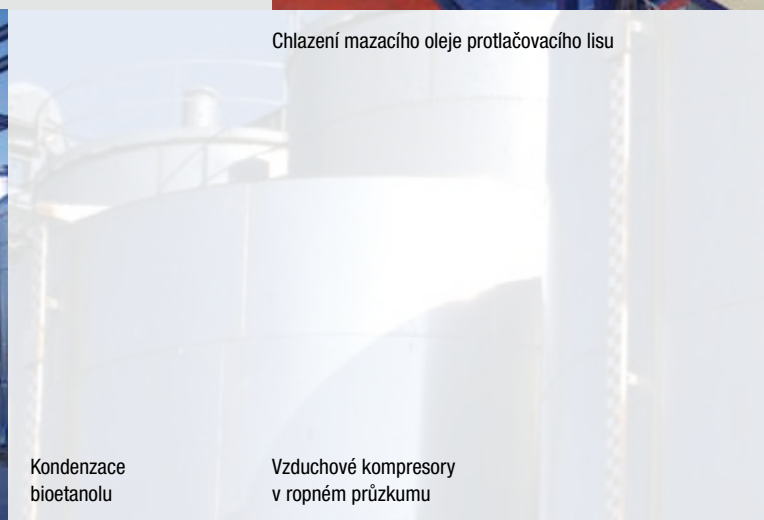 Chlazení mazacího oleje protlačovacího lisu
Kondenzace
bioetanolu
Vzduchové kompresory
v ropném průzkumu